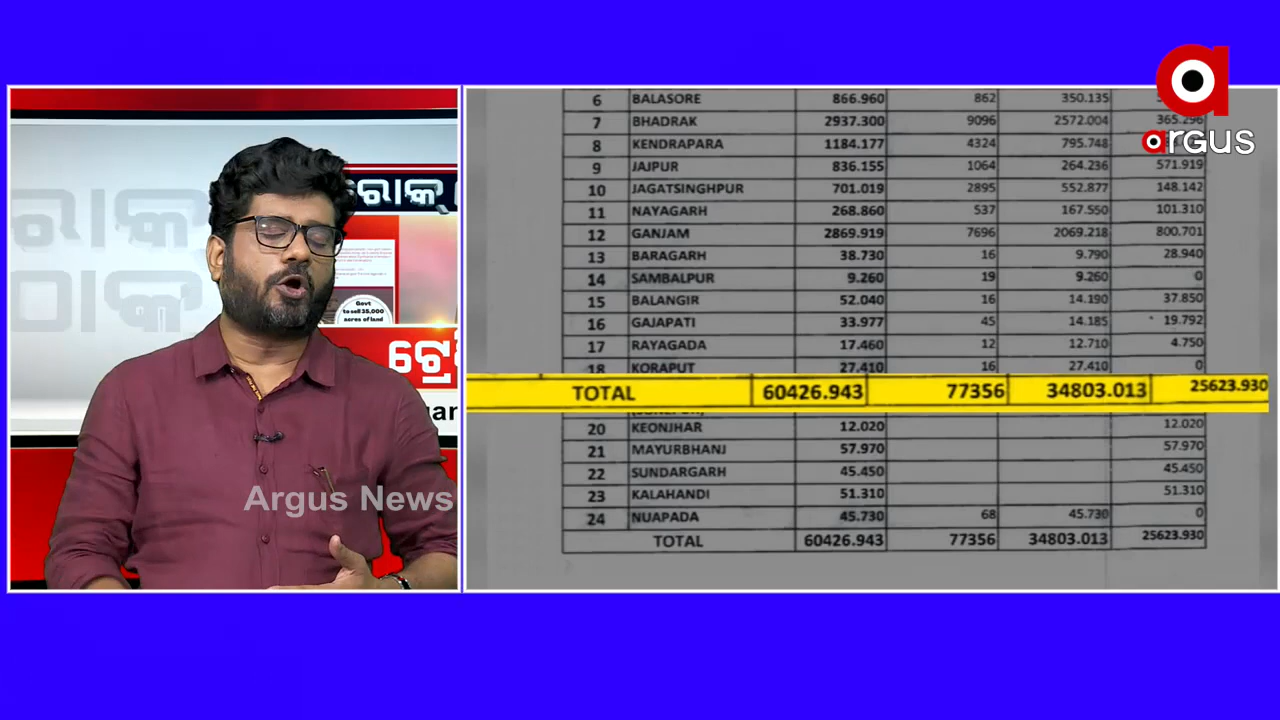 argus
ରୋକ୍
ରୋକ
ଠୋକ
Govt
to sell 35,000
acres of land
ଟ୍ରେ
Argus News
6 BALASORE 866.960 862 350.135
7 BHADRAK 2937.300 9096 2572.004 365.296
8 KENDRAPARA 1184.177 4324 795.748
9 JAJPUR 836.155 1064 264.236 571.919
10 JAGATSINGHPUR 701.019 2895 552.877 148.142
11 NAYAGARH 268.860 537 167.550 101.310
12 GANJAM 2869.919 7696 2069.218 800.701
13 BARAGARH 38.730 16 9.790 28.940
14 SAMBALPUR 9.260 19 9.260 0
15 BALANGIR 52.040 16 14.190 37.850
16 GAJAPATI 33.977 45 14.185 19.792
17 RAYAGADA 17.460 12 12.710 4.750
18 KORAPUT 27.410 16 27.410 0
TOTAL 60426.943 77356 34803.013 25623.930
20 KEONJHAR 12.020 12.020
21 MAYURBHANJ 57.970 57.970
22 SUNDARGARH 45.450 45.450
23 KALAHANDI 51.310 51.310
24 NUAPADA 45.730 68 45.730 0
TOTAL 60426.943 77356 34803.013 25623.930